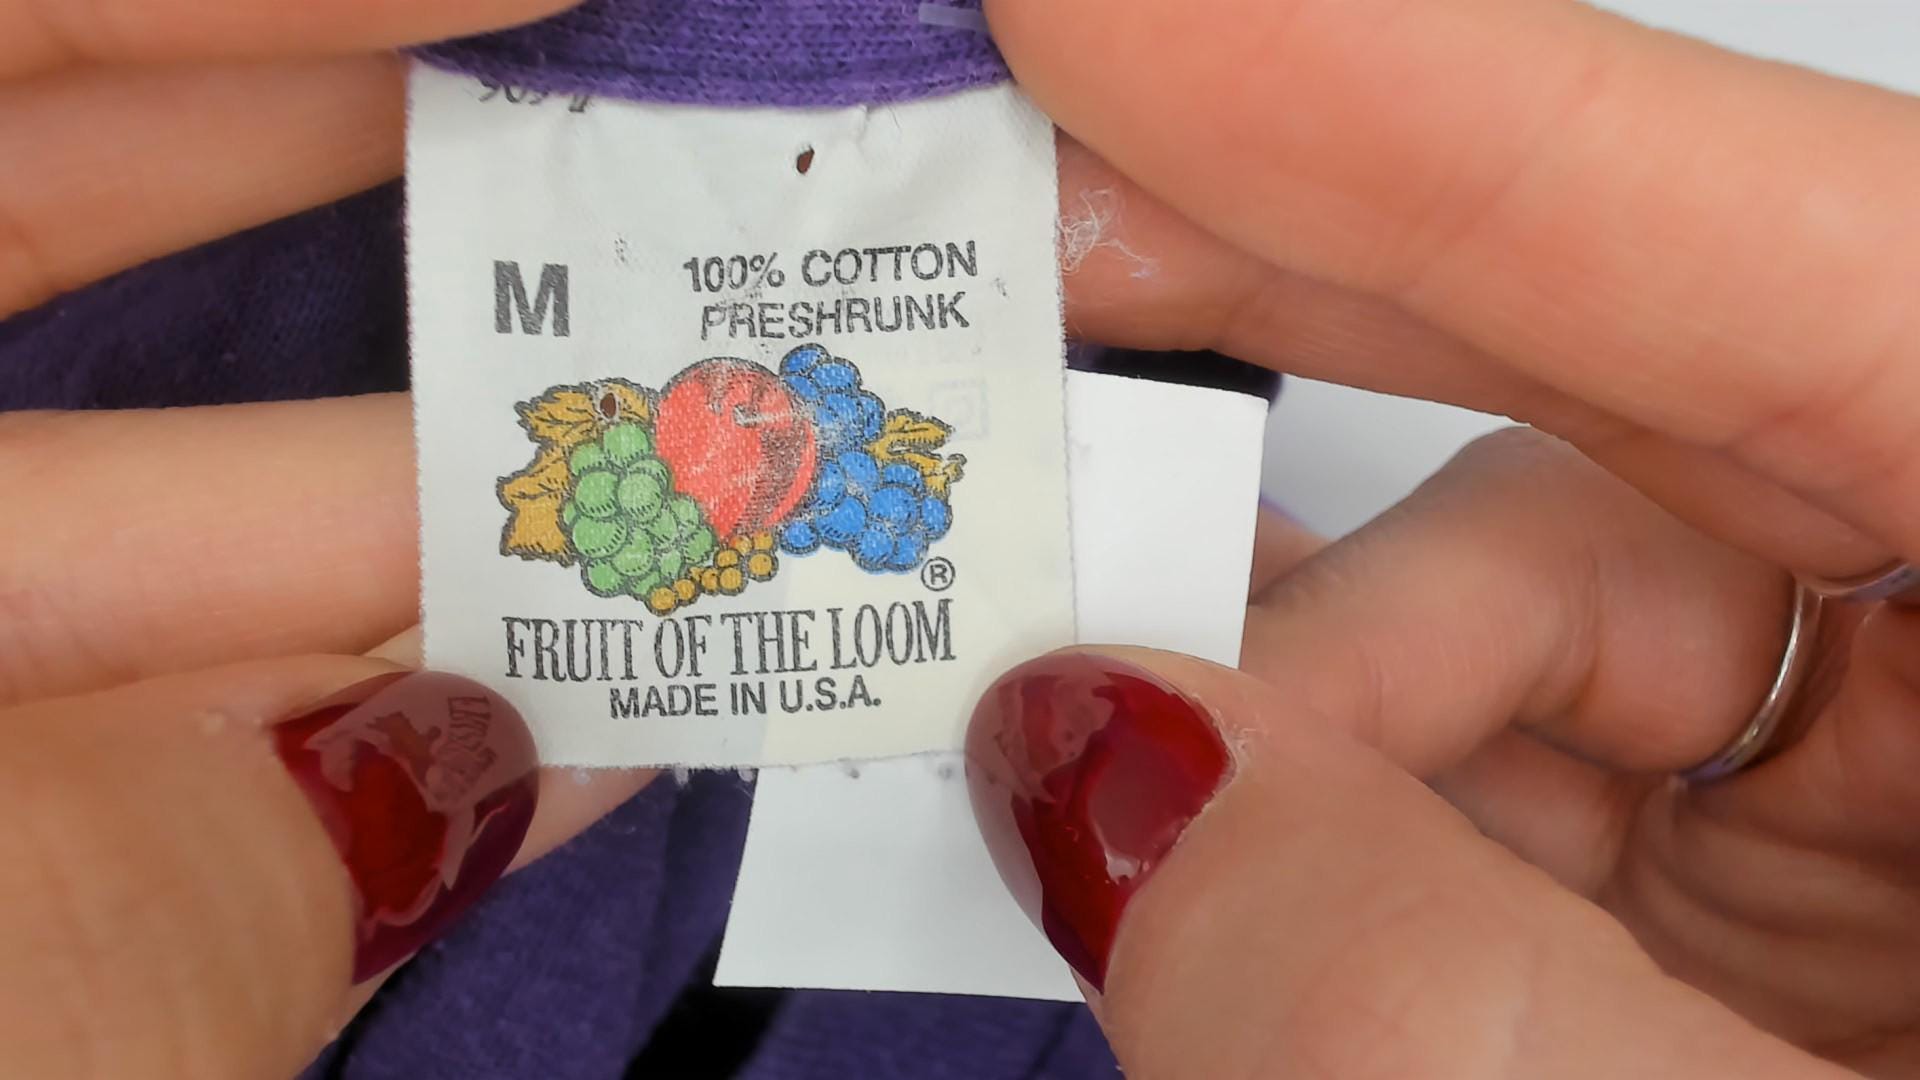 M
100% COTTON
PRESHRUNK
®
FRUIT OF THE LOOM
MADE IN U.S.A.